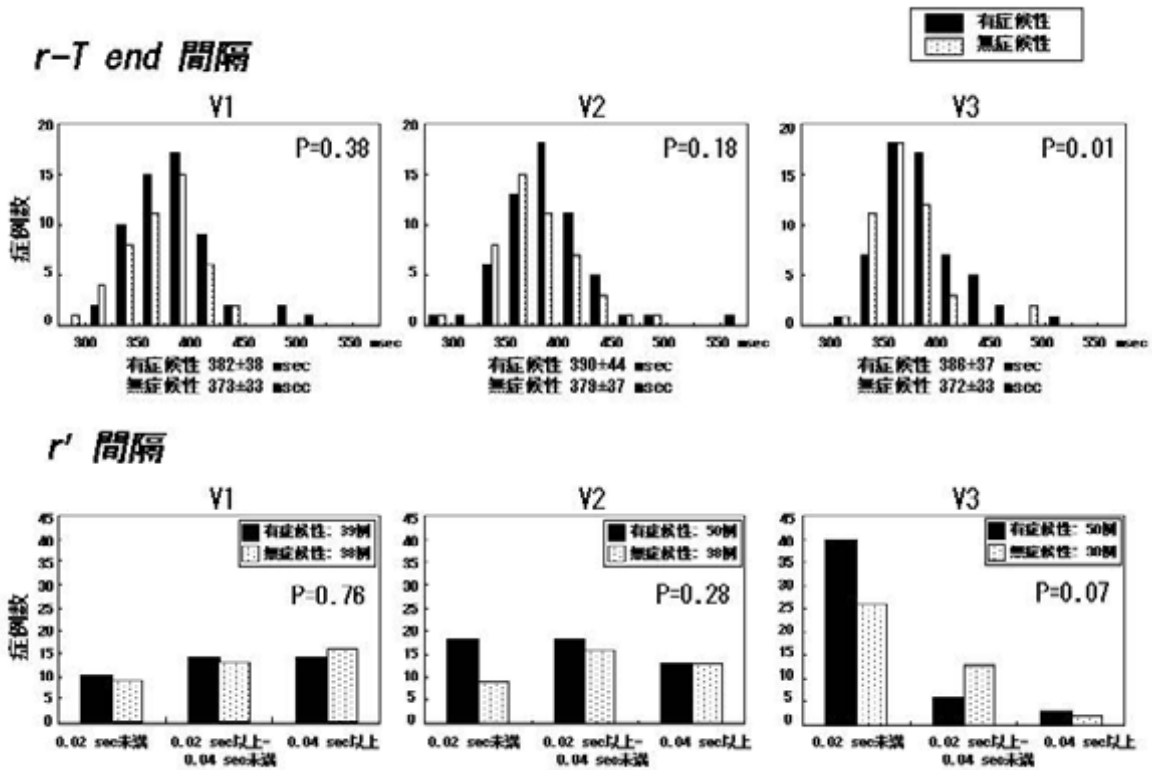 有症候性
無症候性
r-T end 間隔
V1
V2
V3
症例数
20
15
10
5
0
P=0.38
300 350 400 450 500 550 msec
有症候性 382±38 msec
無症候性 373±33 msec
20
15
10
5
0
P=0.18
300 350 400 450 500 550 msec
有症候性 390±44 msec
無症候性 379±37 msec
20
15
10
5
0
P=0.01
300 350 400 450 500 550 msec
有症候性 386±37 msec
無症候性 372±33 msec
r' 間隔
V1
V2
V3
症例数
45
40
35
30
25
20
15
10
5
0
有症候性: 39例
無症候性: 38例
P=0.76
0.02 sec未満
0.02 sec以上-
0.04 sec未満
0.04 sec以上
45
40
35
30
25
20
15
10
5
0
有症候性: 50例
無症候性: 38例
P=0.28
0.02 sec未満
0.02 sec以上-
0.04 sec未満
0.04 sec以上
45
40
35
30
25
20
15
10
5
0
有症候性: 50例
無症候性: 30例
P=0.07
0.02 sec未満
0.02 sec以上-
0.04 sec未満
0.04 sec以上